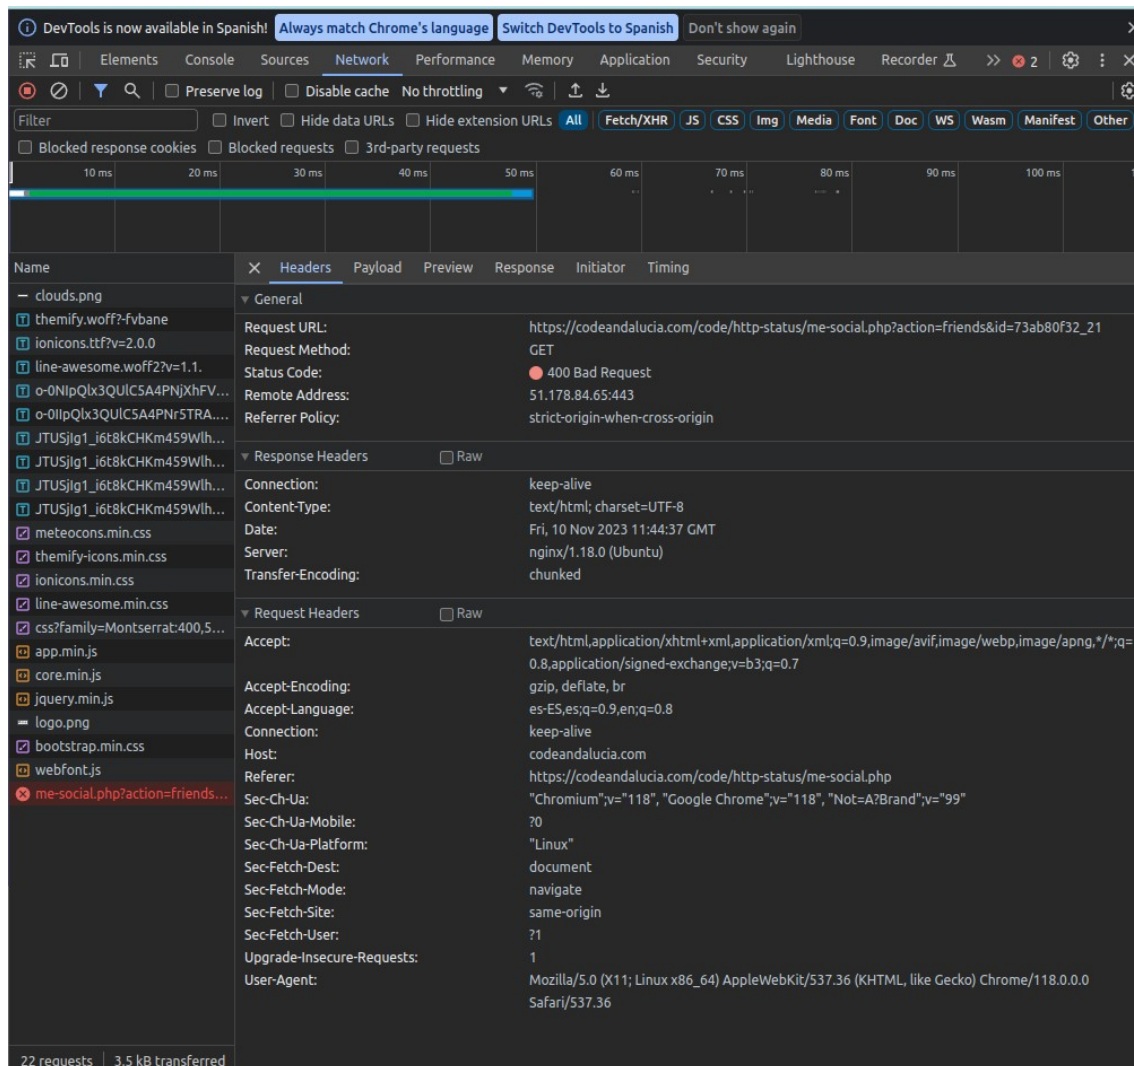 DevTools is now available in Spanish! Always match Chrome's language Switch DevTools to Spanish Don't show again
Elements Console Sources Network Performance Memory Application Security Lighthouse Recorder 2
Preserve log Disable cache No throttling
Filter Invert Hide data URLs Hide extension URLs All Fetch/XHR JS CSS Img Media Font Doc WS Wasm Manifest Other
Blocked response cookies Blocked requests 3rd-party requests
10 ms 20 ms 30 ms 40 ms 50 ms 60 ms 70 ms 80 ms 90 ms 100 ms
Name
clouds.png
themify.woff?-fvbane
ionicons.ttf?v=2.0.0
line-awesome.woff2?v=1.1.
o-0NIpQlx3QUlC5A4PNjXhFV...
o-0IIpQlx3QUlC5A4PNr5TRA....
JTUSjIg1_i6t8kCHKm459Wlh...
JTUSjIg1_i6t8kCHKm459Wlh...
JTUSjIg1_i6t8kCHKm459Wlh...
JTUSjIg1_i6t8kCHKm459Wlh...
meteocons.min.css
themify-icons.min.css
ionicons.min.css
line-awesome.min.css
css?family=Montserrat:400,5...
app.min.js
core.min.js
jquery.min.js
logo.png
bootstrap.min.css
webfont.js
me-social.php?action=friends...
22 requests 3.5 kB transferred
Headers Payload Preview Response Initiator Timing
General
Request URL: https://codeandalucia.com/code/http-status/me-social.php?action=friends&id=73ab80f32_21
Request Method: GET
Status Code: 400 Bad Request
Remote Address: 51.178.84.65:443
Referrer Policy: strict-origin-when-cross-origin
Response Headers Raw
Connection: keep-alive
Content-Type: text/html; charset=UTF-8
Date: Fri, 10 Nov 2023 11:44:37 GMT
Server: nginx/1.18.0 (Ubuntu)
Transfer-Encoding: chunked
Request Headers Raw
Accept: text/html,application/xhtml+xml,application/xml;q=0.9,image/avif,image/webp,image/apng,*/*;q=
0.8,application/signed-exchange;v=b3;q=0.7
Accept-Encoding: gzip, deflate, br
Accept-Language: es-ES,es;q=0.9,en;q=0.8
Connection: keep-alive
Host: codeandalucia.com
Referer: https://codeandalucia.com/code/http-status/me-social.php
Sec-Ch-Ua: "Chromium";v="118", "Google Chrome";v="118", "Not=A?Brand";v="99"
Sec-Ch-Ua-Mobile: ?0
Sec-Ch-Ua-Platform: "Linux"
Sec-Fetch-Dest: document
Sec-Fetch-Mode: navigate
Sec-Fetch-Site: same-origin
Sec-Fetch-User: ?1
Upgrade-Insecure-Requests: 1
User-Agent: Mozilla/5.0 (X11; Linux x86_64) AppleWebKit/537.36 (KHTML, like Gecko) Chrome/118.0.0.0
Safari/537.36